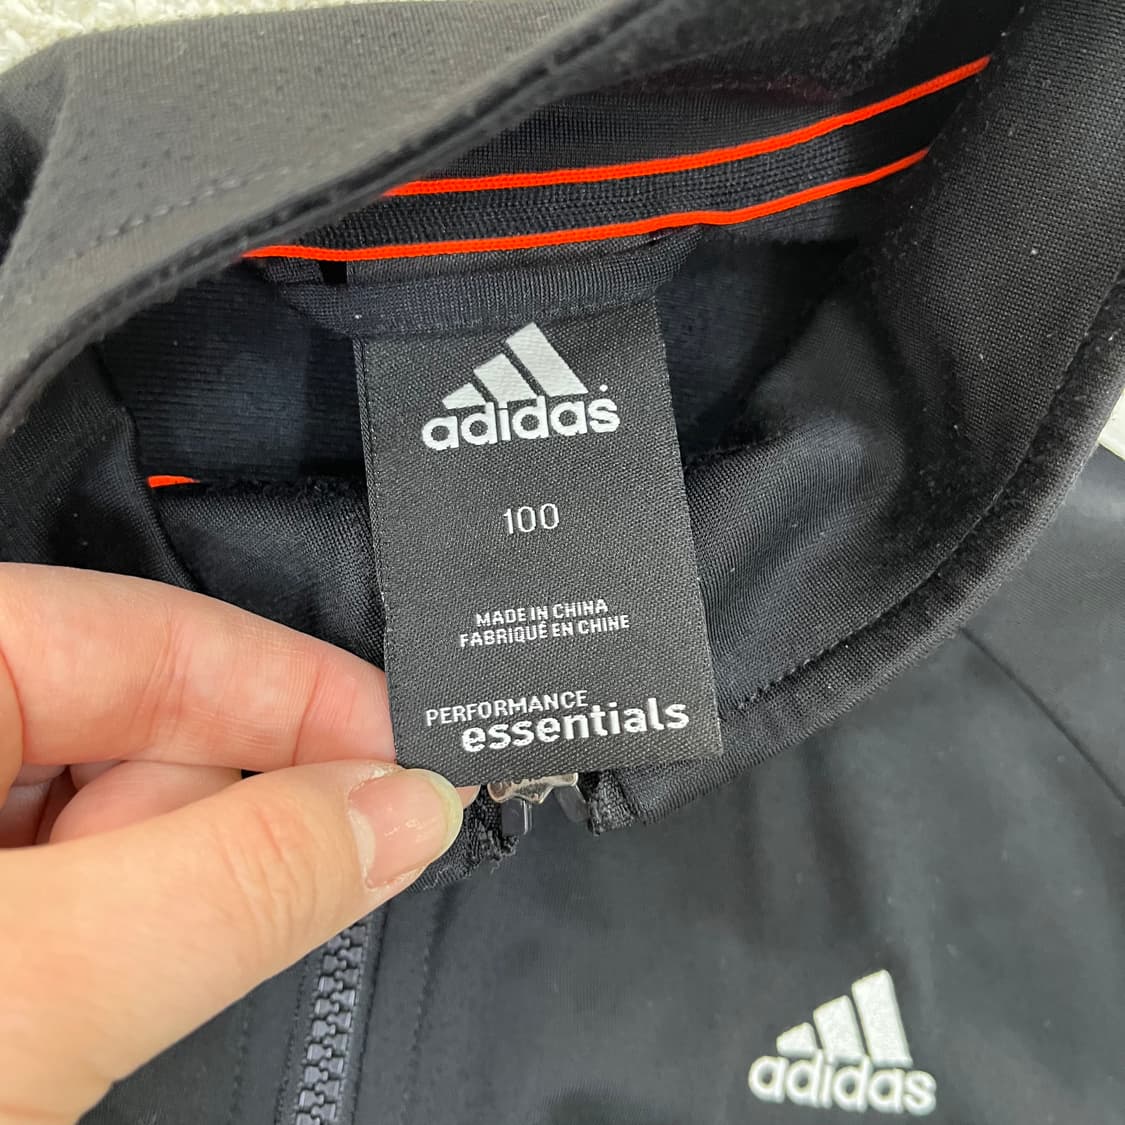 adidas
100
MADE IN CHINA
FABRIQUÉ EN CHINE
PERFORMANCE
essentials
adidas